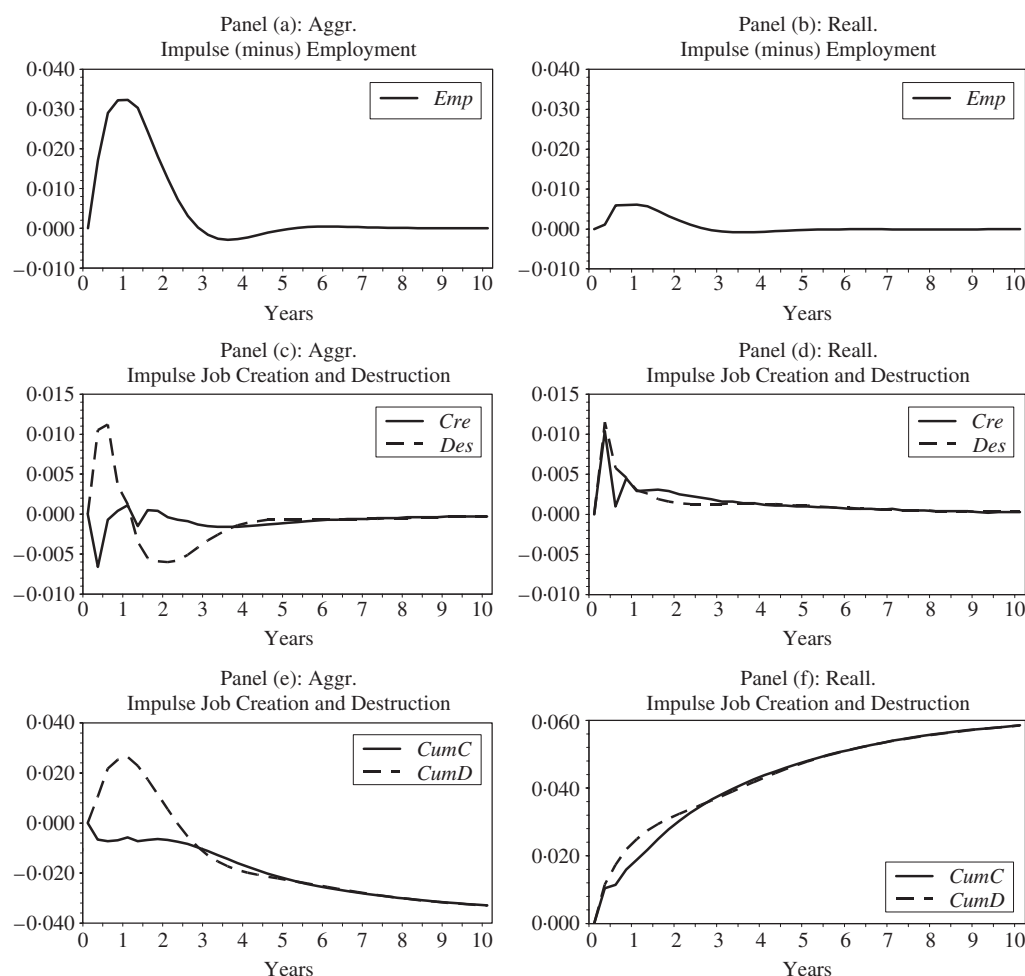 Panel (a): Aggr.
Impulse (minus) Employment
0·040
0·030
0·020
0·010
0·000
−0·010
Emp
0 1 2 3 4 5 6 7 8 9 10
Years
Panel (b): Reall.
Impulse (minus) Employment
0·040
0·030
0·020
0·010
0·000
−0·010
Emp
0 1 2 3 4 5 6 7 8 9 10
Years
Panel (c): Aggr.
Impulse Job Creation and Destruction
0·015
0·010
0·005
0·000
−0·005
−0·010
Cre
Des
0 1 2 3 4 5 6 7 8 9 10
Years
Panel (d): Reall.
Impulse Job Creation and Destruction
0·015
0·010
0·005
0·000
−0·005
−0·010
Cre
Des
0 1 2 3 4 5 6 7 8 9 10
Years
Panel (e): Aggr.
Impulse Job Creation and Destruction
0·040
0·020
0·000
−0·020
−0·040
CumC
CumD
0 1 2 3 4 5 6 7 8 9 10
Years
Panel (f): Reall.
Impulse Job Creation and Destruction
0·060
0·040
0·020
0·000
CumC
CumD
0 1 2 3 4 5 6 7 8 9 10
Years